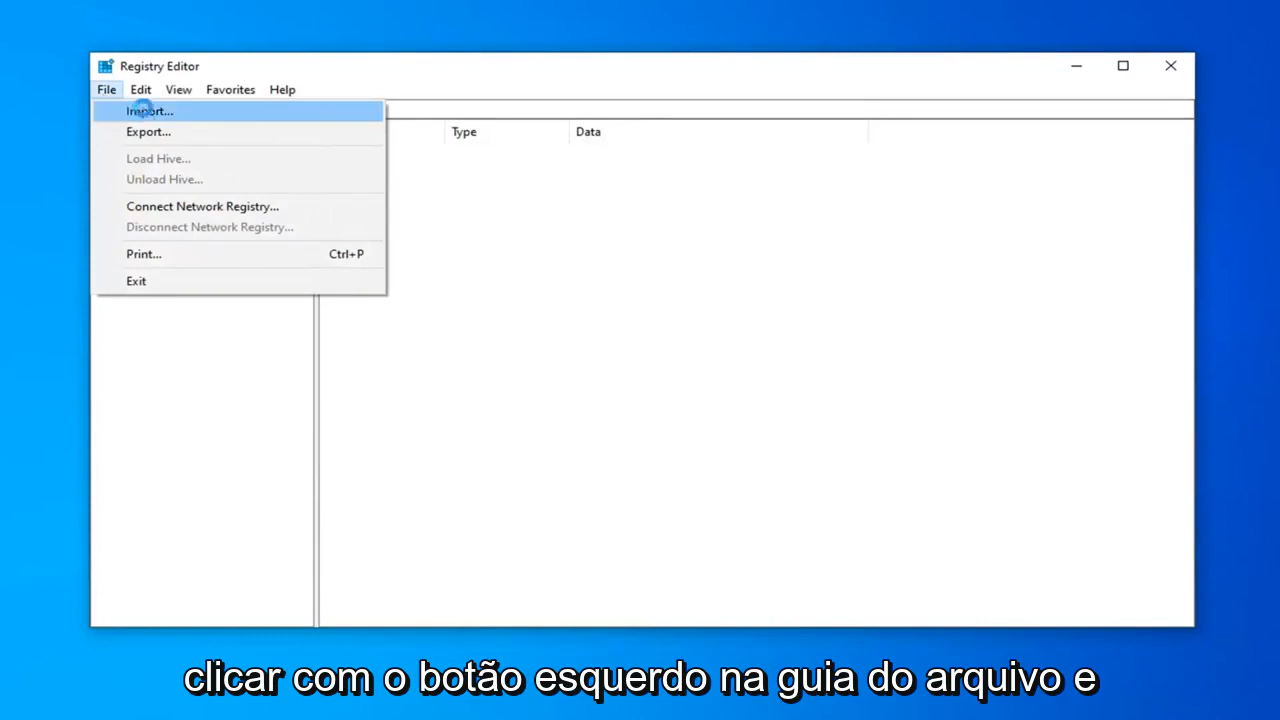 Registry Editor
File Edit View Favorites Help
Import...
Export...
Type Data
Load Hive...
Unload Hive...
Connect Network Registry...
Disconnect Network Registry...
Print... Ctrl+P
Exit
clicar com o botão esquerdo na guia do arquivo e